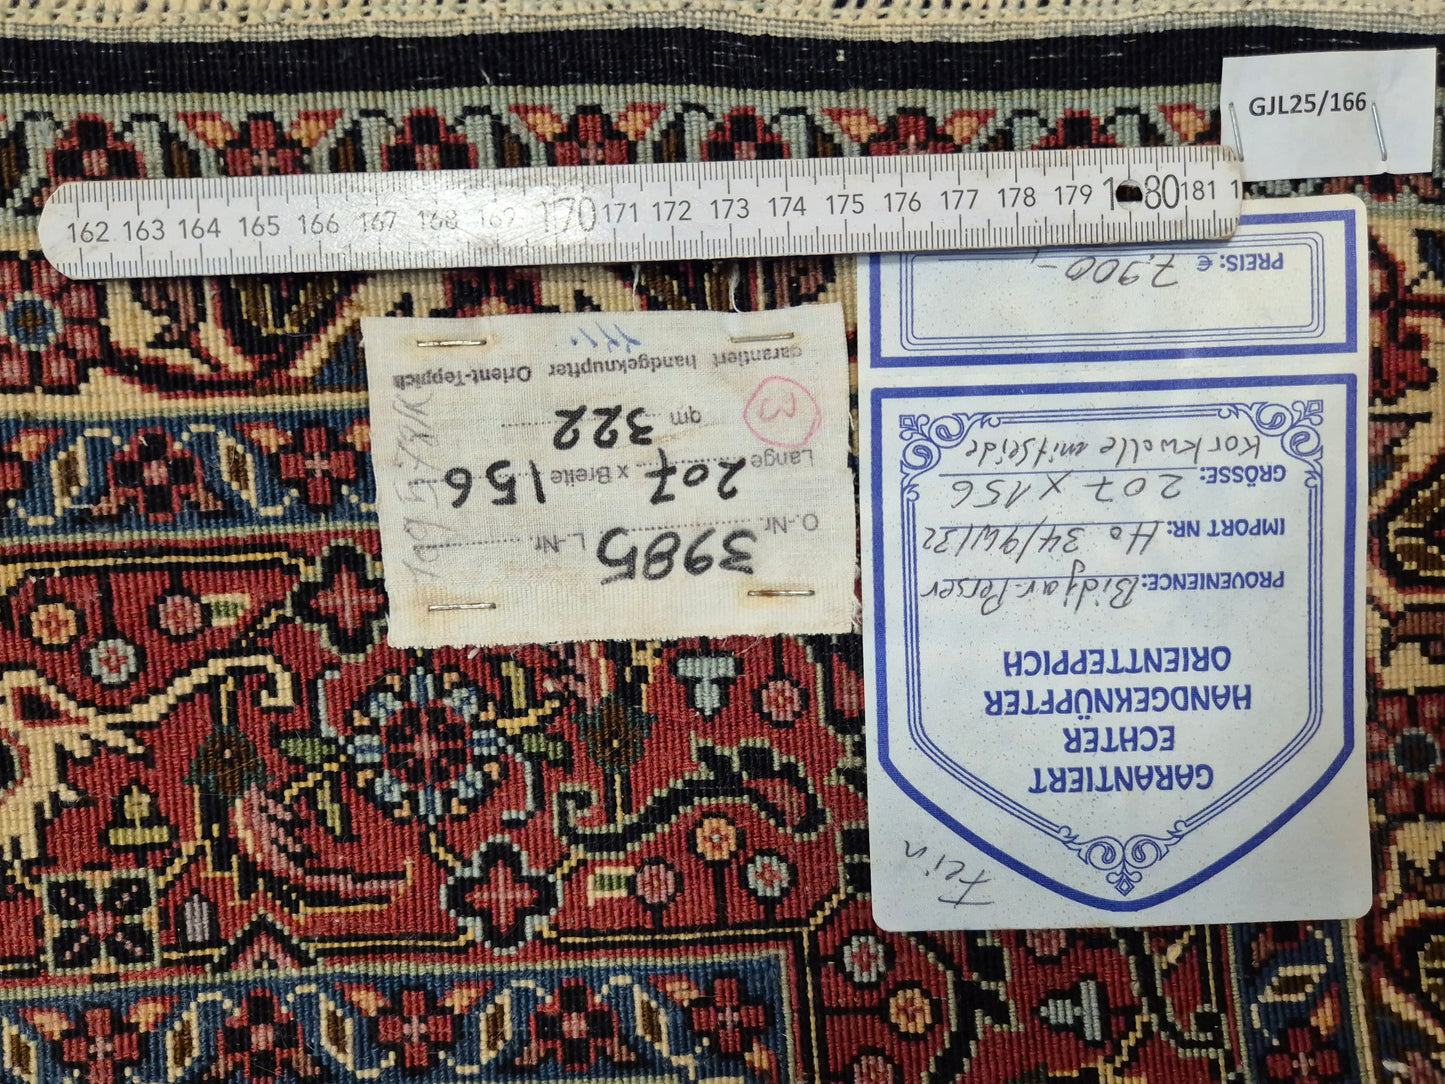 GJL25/166
162 163 164 165 166 167 168 169 170 171 172 173 174 175 176 177 178 179 180 181 1
garantiert handgeknüpfter Orient-Teppich
qm 322
Länge 207 x Breite 156
O.-Nr. 3985 L.-Nr.
B
Fein
GARANTIERT
ECHTER
HANDGEKNÜPFTER
ORIENTTEPPICH
PROVENIENCE: Bidjar-Perser
IMPORT NR: Ho 34/94/132
GRÖSSE: 207 x 156
Korkwolle mit seide
PREIS: € 7.900-,